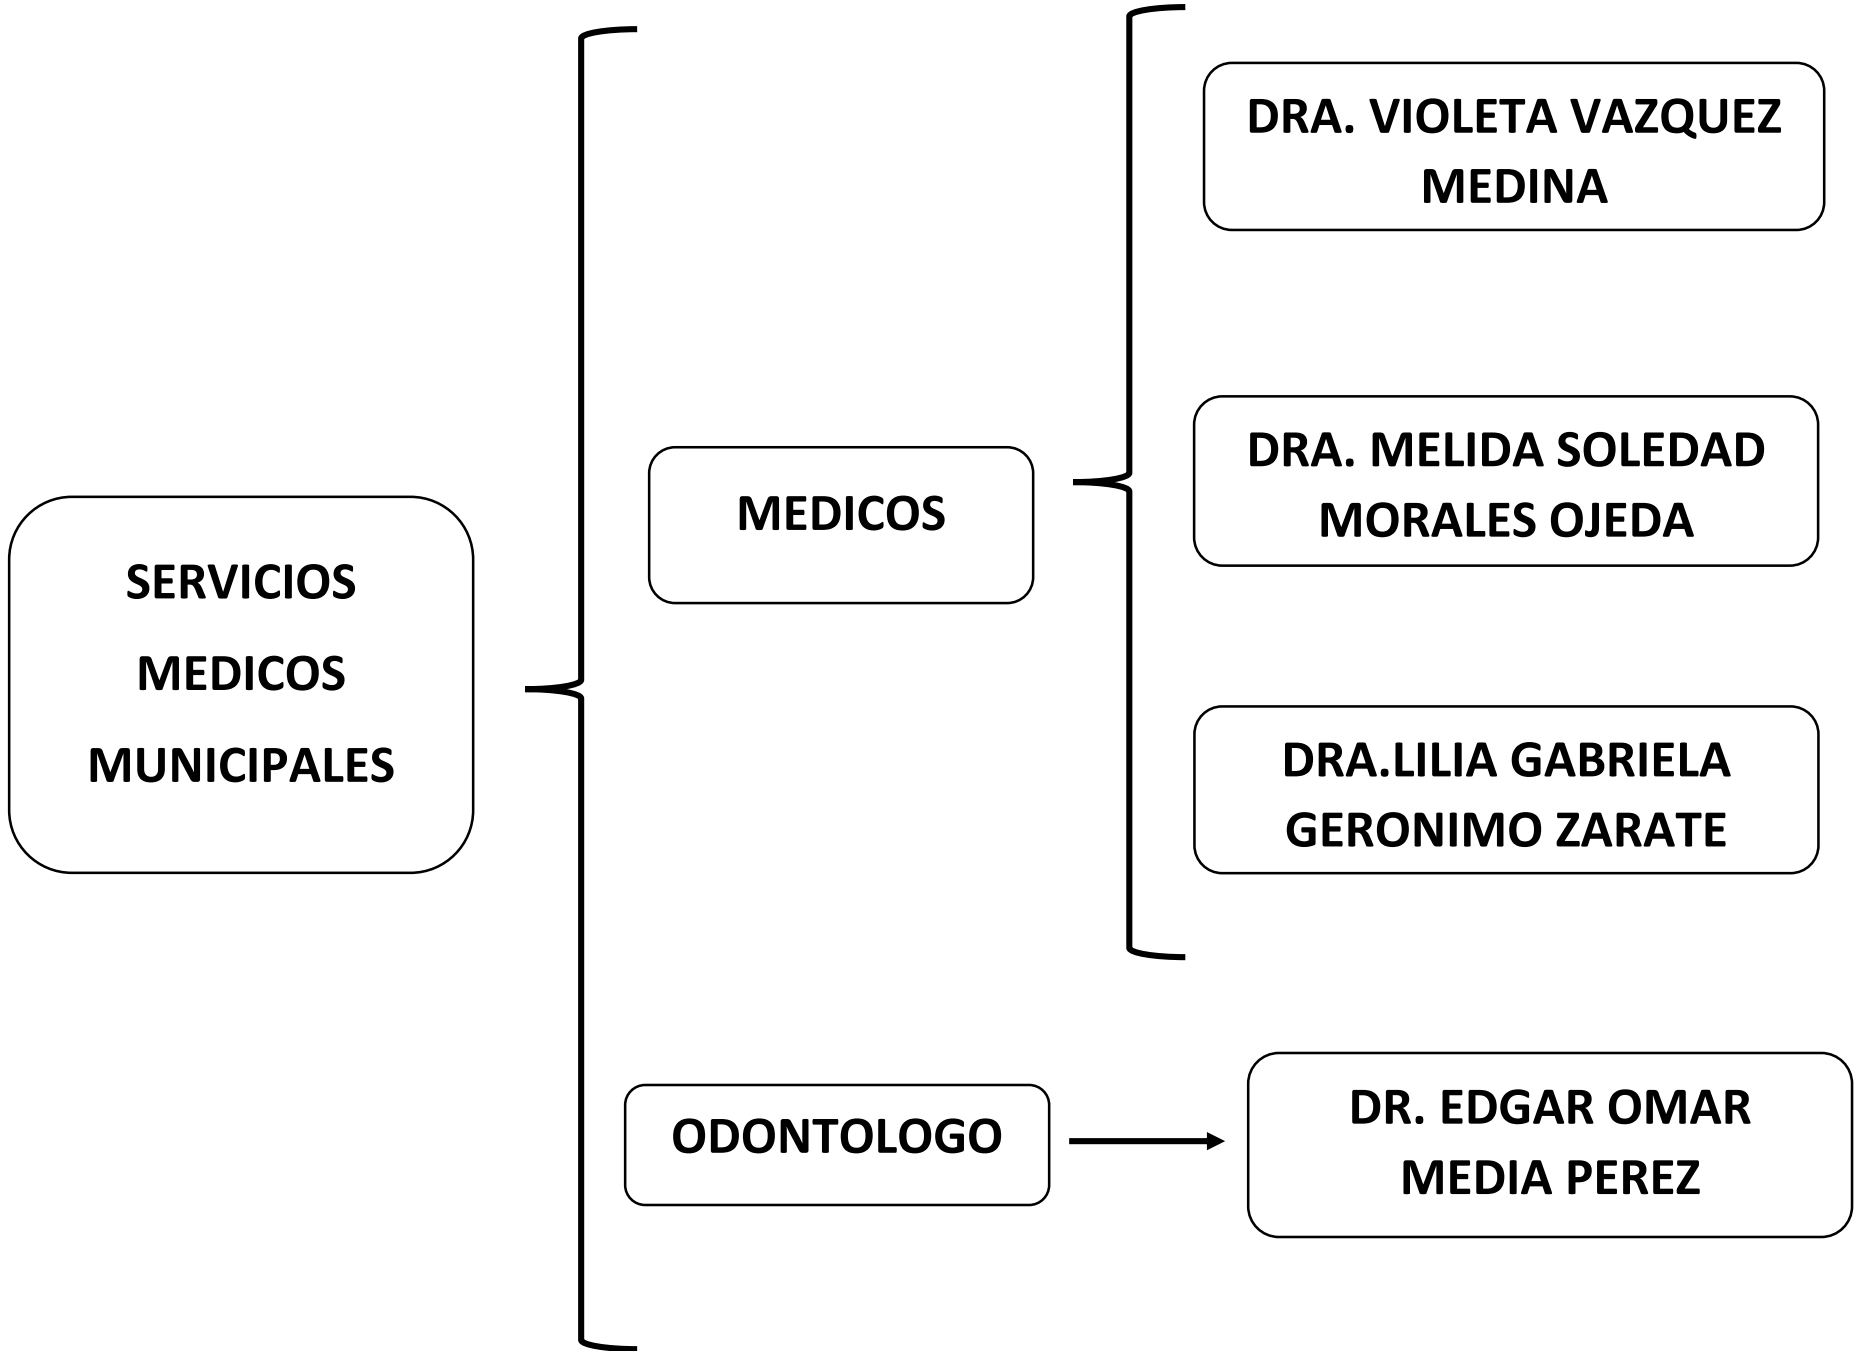 SERVICIOS
MEDICOS
MUNICIPALES
MEDICOS
DRA. VIOLETA VAZQUEZ
MEDINA
DRA. MELIDA SOLEDAD
MORALES OJEDA
DRA.LILIA GABRIELA
GERONIMO ZARATE
ODONTOLOGO
DR. EDGAR OMAR
MEDIA PEREZ